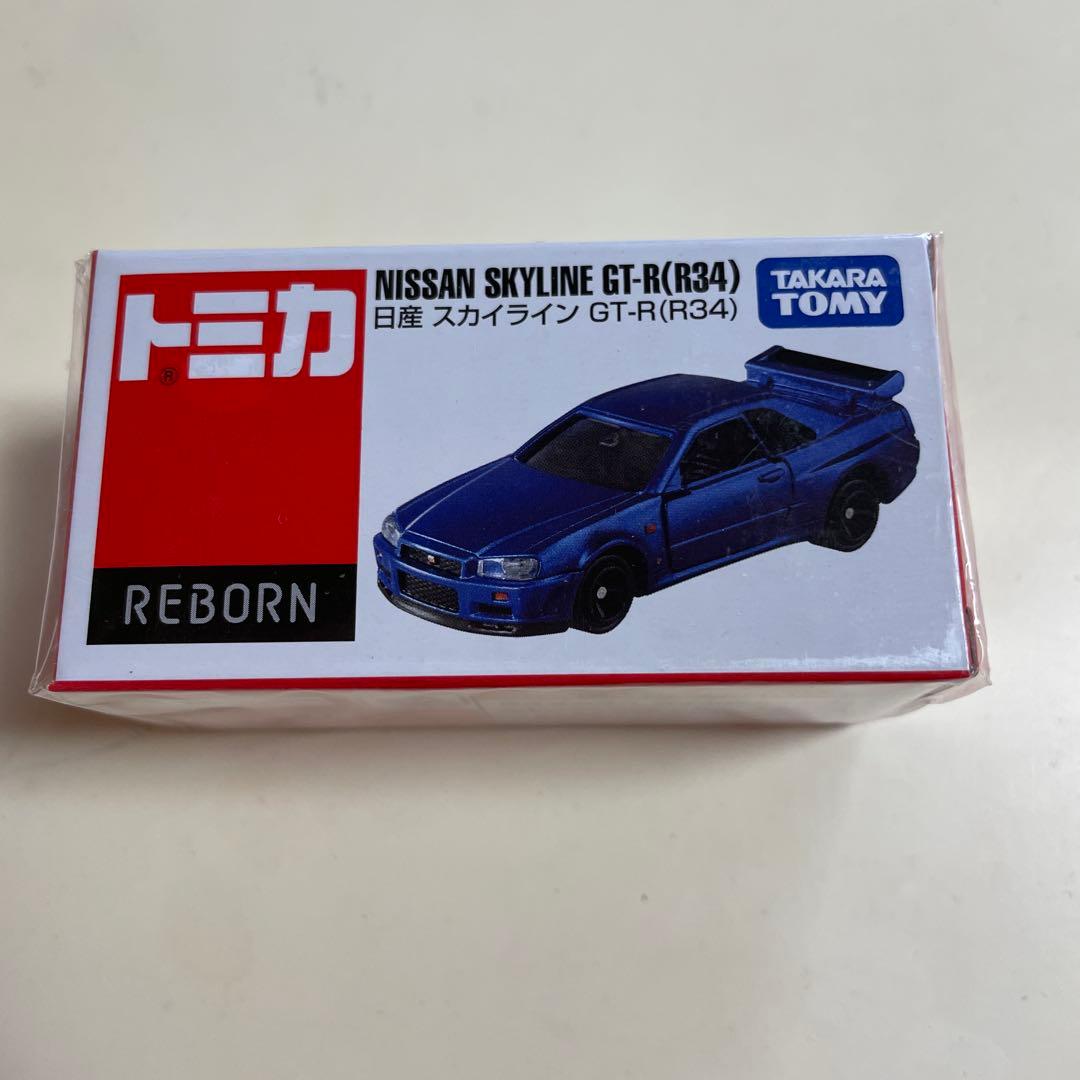 トミカ®
NISSAN SKYLINE GT-R(R34)
日産 スカイライン GT-R(R34)
TAKARA
TOMY
REBORN